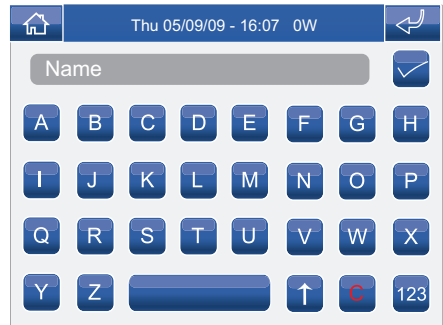 Thu 05/09/09 - 16:07 0W
Name
A B C D E F G H
I J K L M N O P
Q R S T U V W X
Y Z ↑ C 123